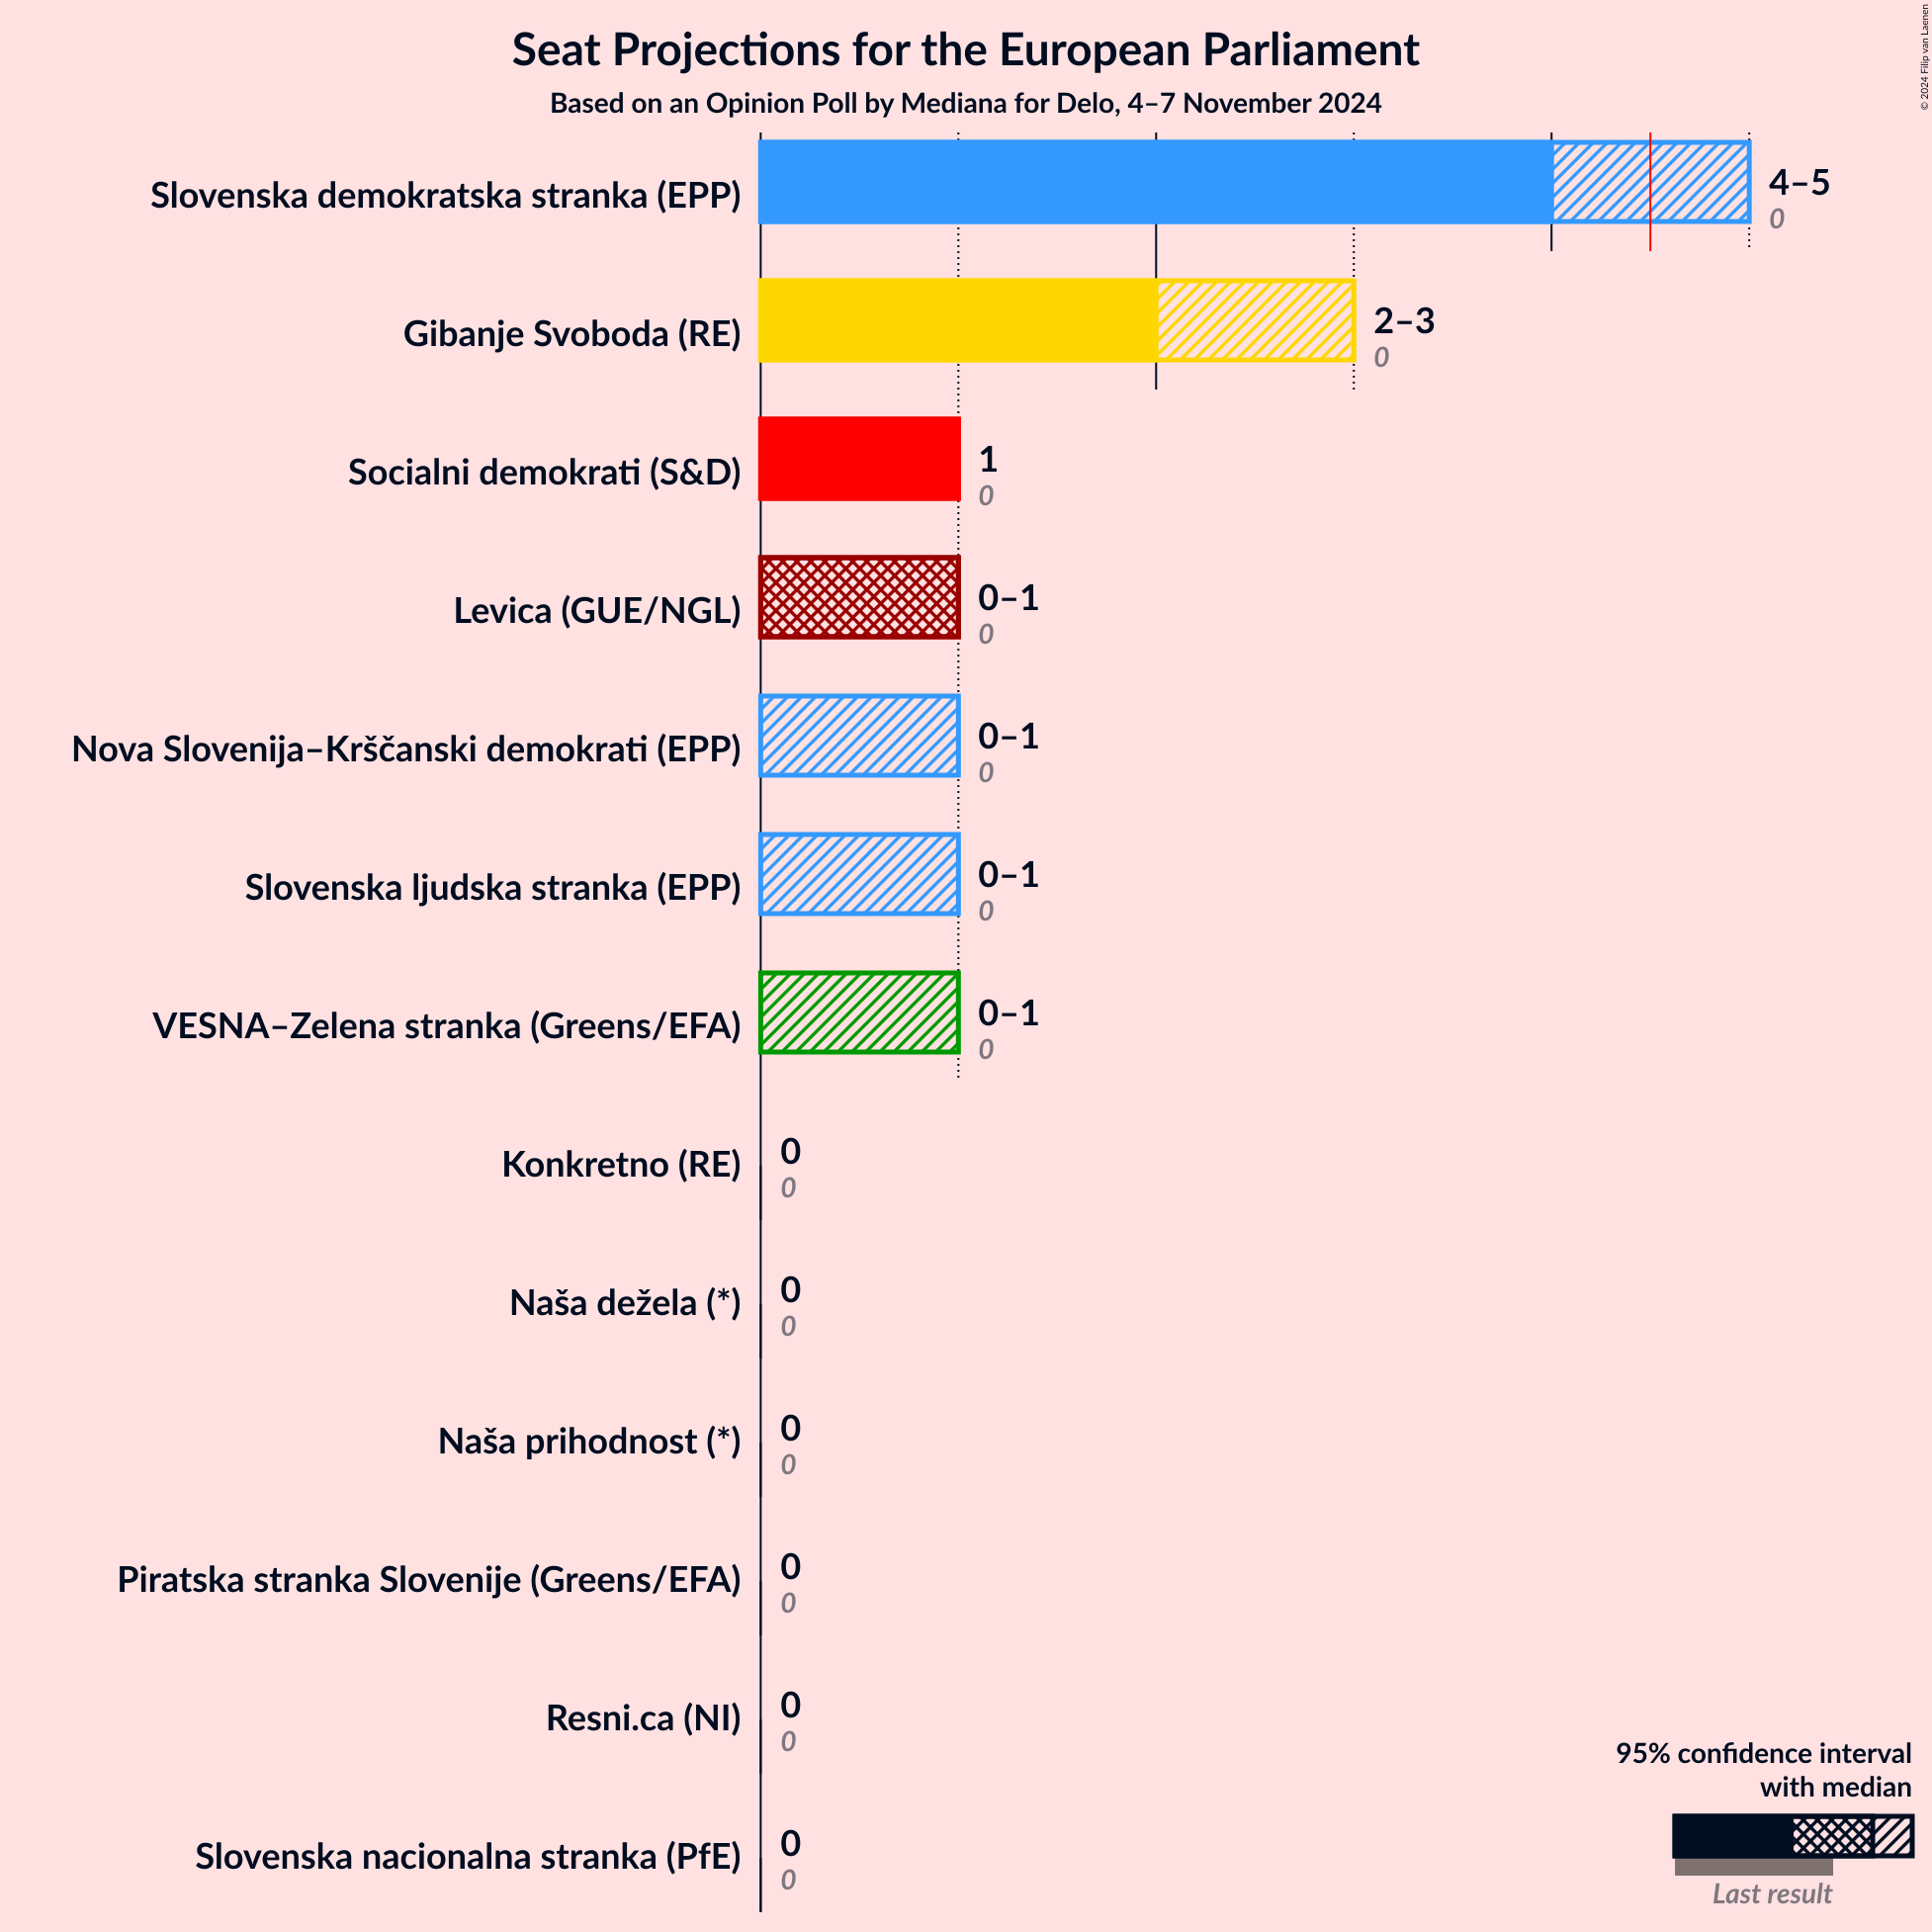 Seat Projections for the European Parliament
Based on an Opinion Poll by Mediana for Delo, 4–7 November 2024
© 2024 Filip van Laenen
Slovenska demokratska stranka (EPP)
4–5
0
Gibanje Svoboda (RE)
2–3
0
Socialni demokrati (S&D)
1
0
Levica (GUE/NGL)
0–1
0
Nova Slovenija–Krščanski demokrati (EPP)
0–1
0
Slovenska ljudska stranka (EPP)
0–1
0
VESNA–Zelena stranka (Greens/EFA)
0–1
0
Konkretno (RE)
0
0
Naša dežela (*)
0
0
Naša prihodnost (*)
0
0
Piratska stranka Slovenije (Greens/EFA)
0
0
Resni.ca (NI)
0
0
Slovenska nacionalna stranka (PfE)
0
0
95% confidence interval
with median
Last result